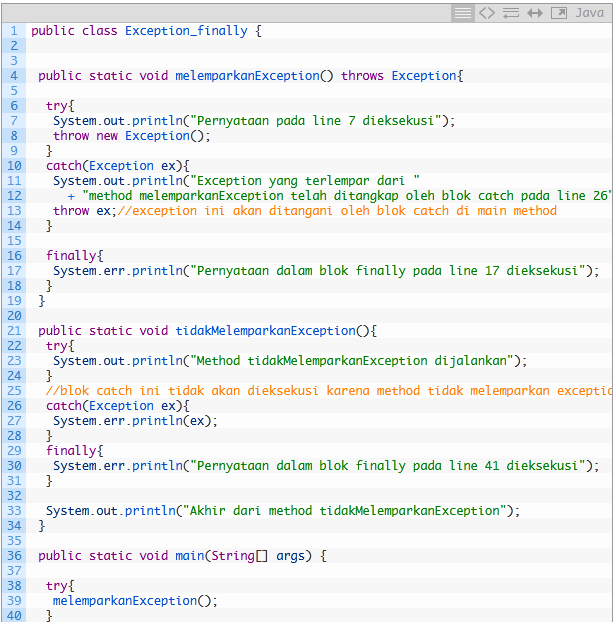 Java
1 public class Exception_finally {
2
3
4 public static void melemparkanException() throws Exception{
5
6 try{
7 System.out.println("Pernyataan pada line 7 dieksekusi");
8 throw new Exception();
9 }
10 catch(Exception ex){
11 System.out.println("Exception yang terlempar dari "
12 + "method melemparkanException telah ditangkap oleh blok catch pada line 26"
13 throw ex;//exception ini akan ditangani oleh blok catch di main method
14 }
15
16 finally{
17 System.err.println("Pernyataan dalam blok finally pada line 17 dieksekusi");
18 }
19 }
20
21 public static void tidakMelemparkanException(){
22 try{
23 System.out.println("Method tidakMelemparkanException dijalankan");
24 }
25 //blok catch ini tidak akan dieksekusi karena method tidak melemparkan exceptio
26 catch(Exception ex){
27 System.err.println(ex);
28 }
29 finally{
30 System.err.println("Pernyataan dalam blok finally pada line 41 dieksekusi");
31 }
32
33 System.out.println("Akhir dari method tidakMelemparkanException");
34 }
35
36 public static void main(String[] args) {
37
38 try{
39 melemparkanException();
40 }